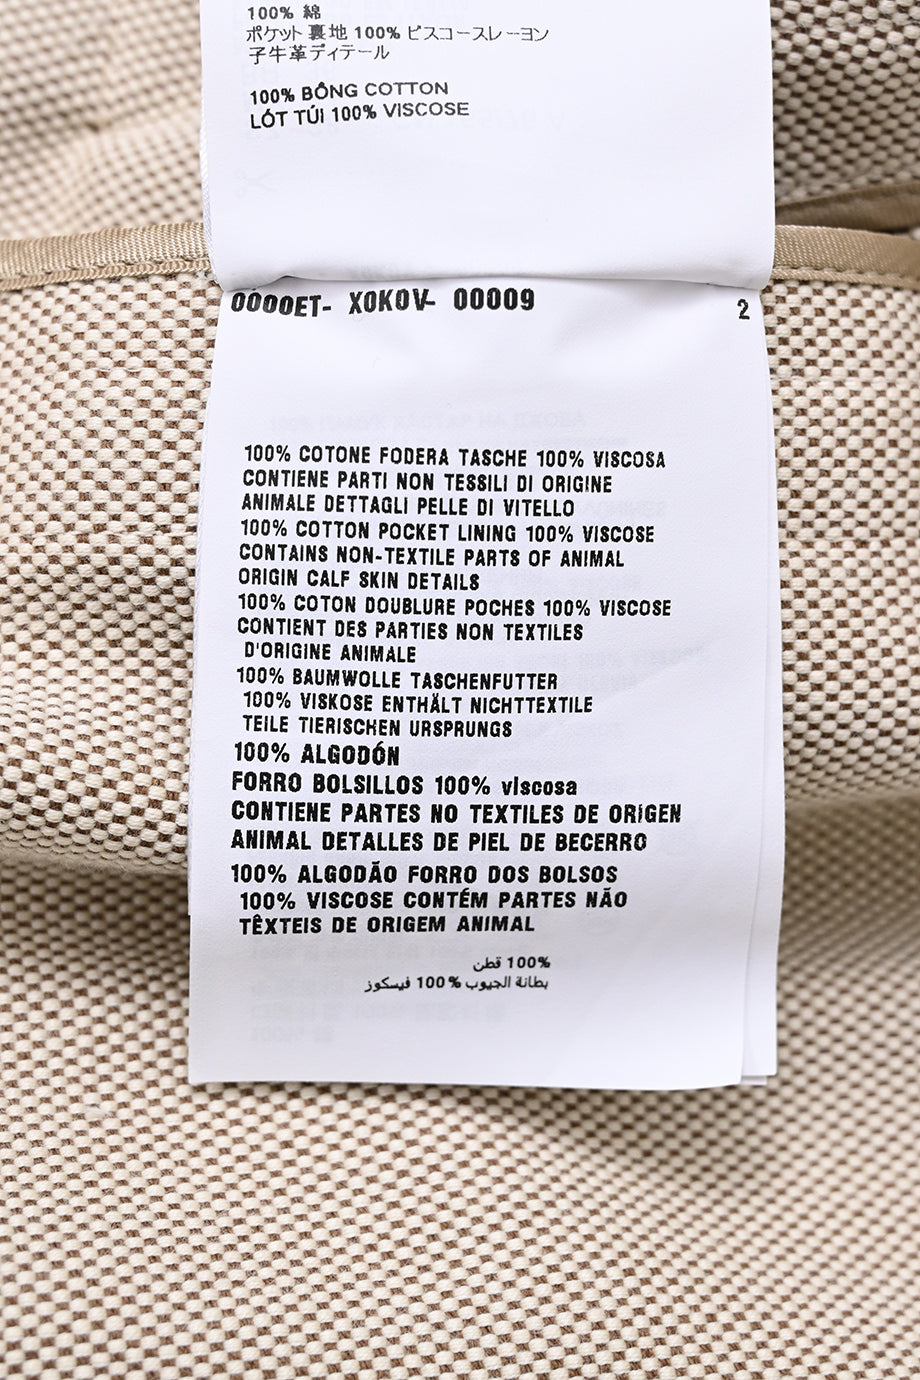 100% 綿
ポケット 裏地 100% ビスコースレーヨン
子牛革ディテール
100% BÔNG COTTON
LÓT TÚI 100% VISCOSE
0000ET- X0KOV- 00009
2
100% COTONE FODERA TASCHE 100% VISCOSA
CONTIENE PARTI NON TESSILI DI ORIGINE
ANIMALE DETTAGLI PELLE DI VITELLO
100% COTTON POCKET LINING 100% VISCOSE
CONTAINS NON-TEXTILE PARTS OF ANIMAL
ORIGIN CALF SKIN DETAILS
100% COTON DOUBLURE POCHES 100% VISCOSE
CONTIENT DES PARTIES NON TEXTILES
D'ORIGINE ANIMALE
100% BAUMWOLLE TASCHENFUTTER
100% VISKOSE ENTHÄLT NICHTTEXTILE
TEILE TIERISCHEN URSPRUNGS
100% ALGODÓN
FORRO BOLSILLOS 100% viscosa
CONTIENE PARTES NO TEXTILES DE ORIGEN
ANIMAL DETALLES DE PIEL DE BECERRO
100% ALGODÃO FORRO DOS BOLSOS
100% VISCOSE CONTÉM PARTES NÃO
TÊXTEIS DE ORIGEM ANIMAL
100% قطن
بطانة الجيوب 100% فيسكوز